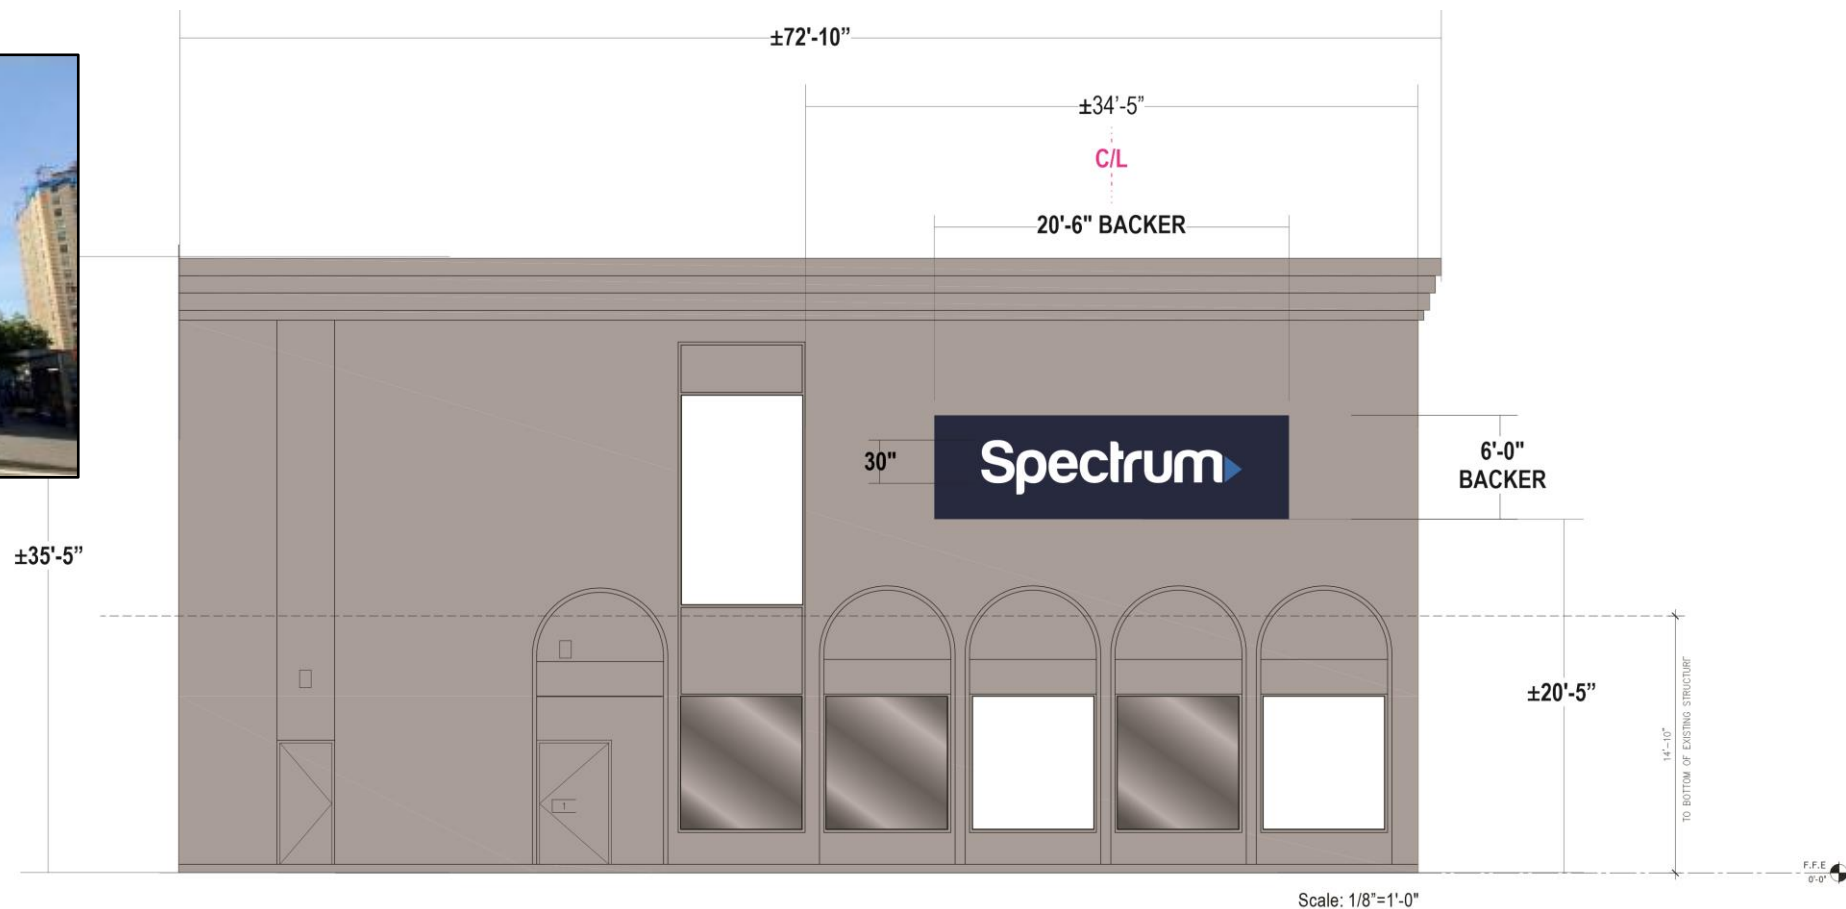 ±72'-10”
±34’-5”
C/L
20'-6" BACKER
30"
Spectrum
6'-0"
BACKER
±35'-5”
±20'-5”
14'-10"
TO BOTTOM OF EXISTING STRUCTURE
1
F.F.E
0'-0"
Scale: 1/8”=1'-0"